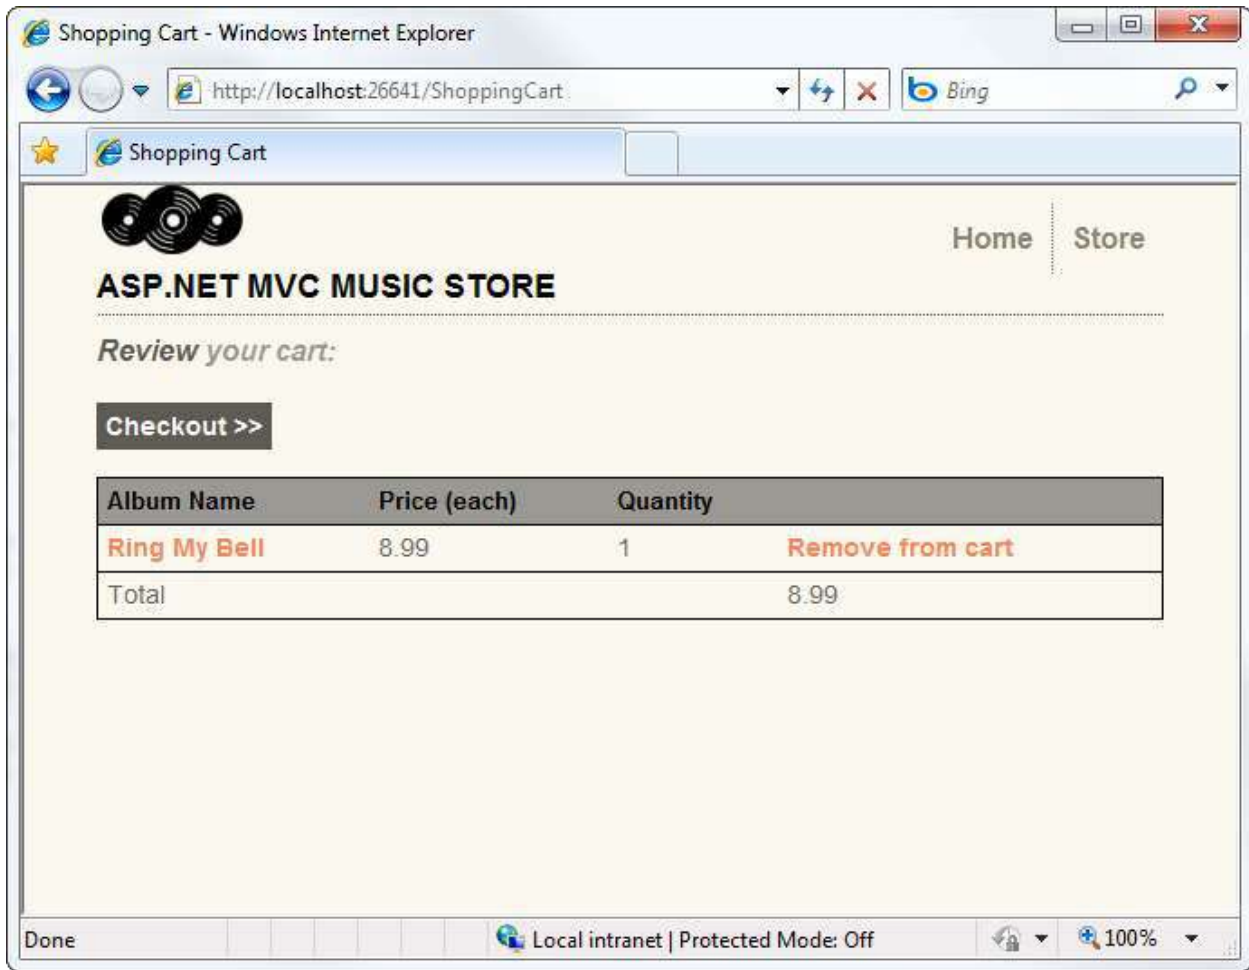 Shopping Cart - Windows Internet Explorer
http://localhost:26641/ShoppingCart Bing
Shopping Cart
Home Store
ASP.NET MVC MUSIC STORE
Review your cart:
Checkout >>
Album Name Price (each) Quantity
Ring My Bell 8.99 1 Remove from cart
Total 8.99
Done Local intranet | Protected Mode: Off 100%